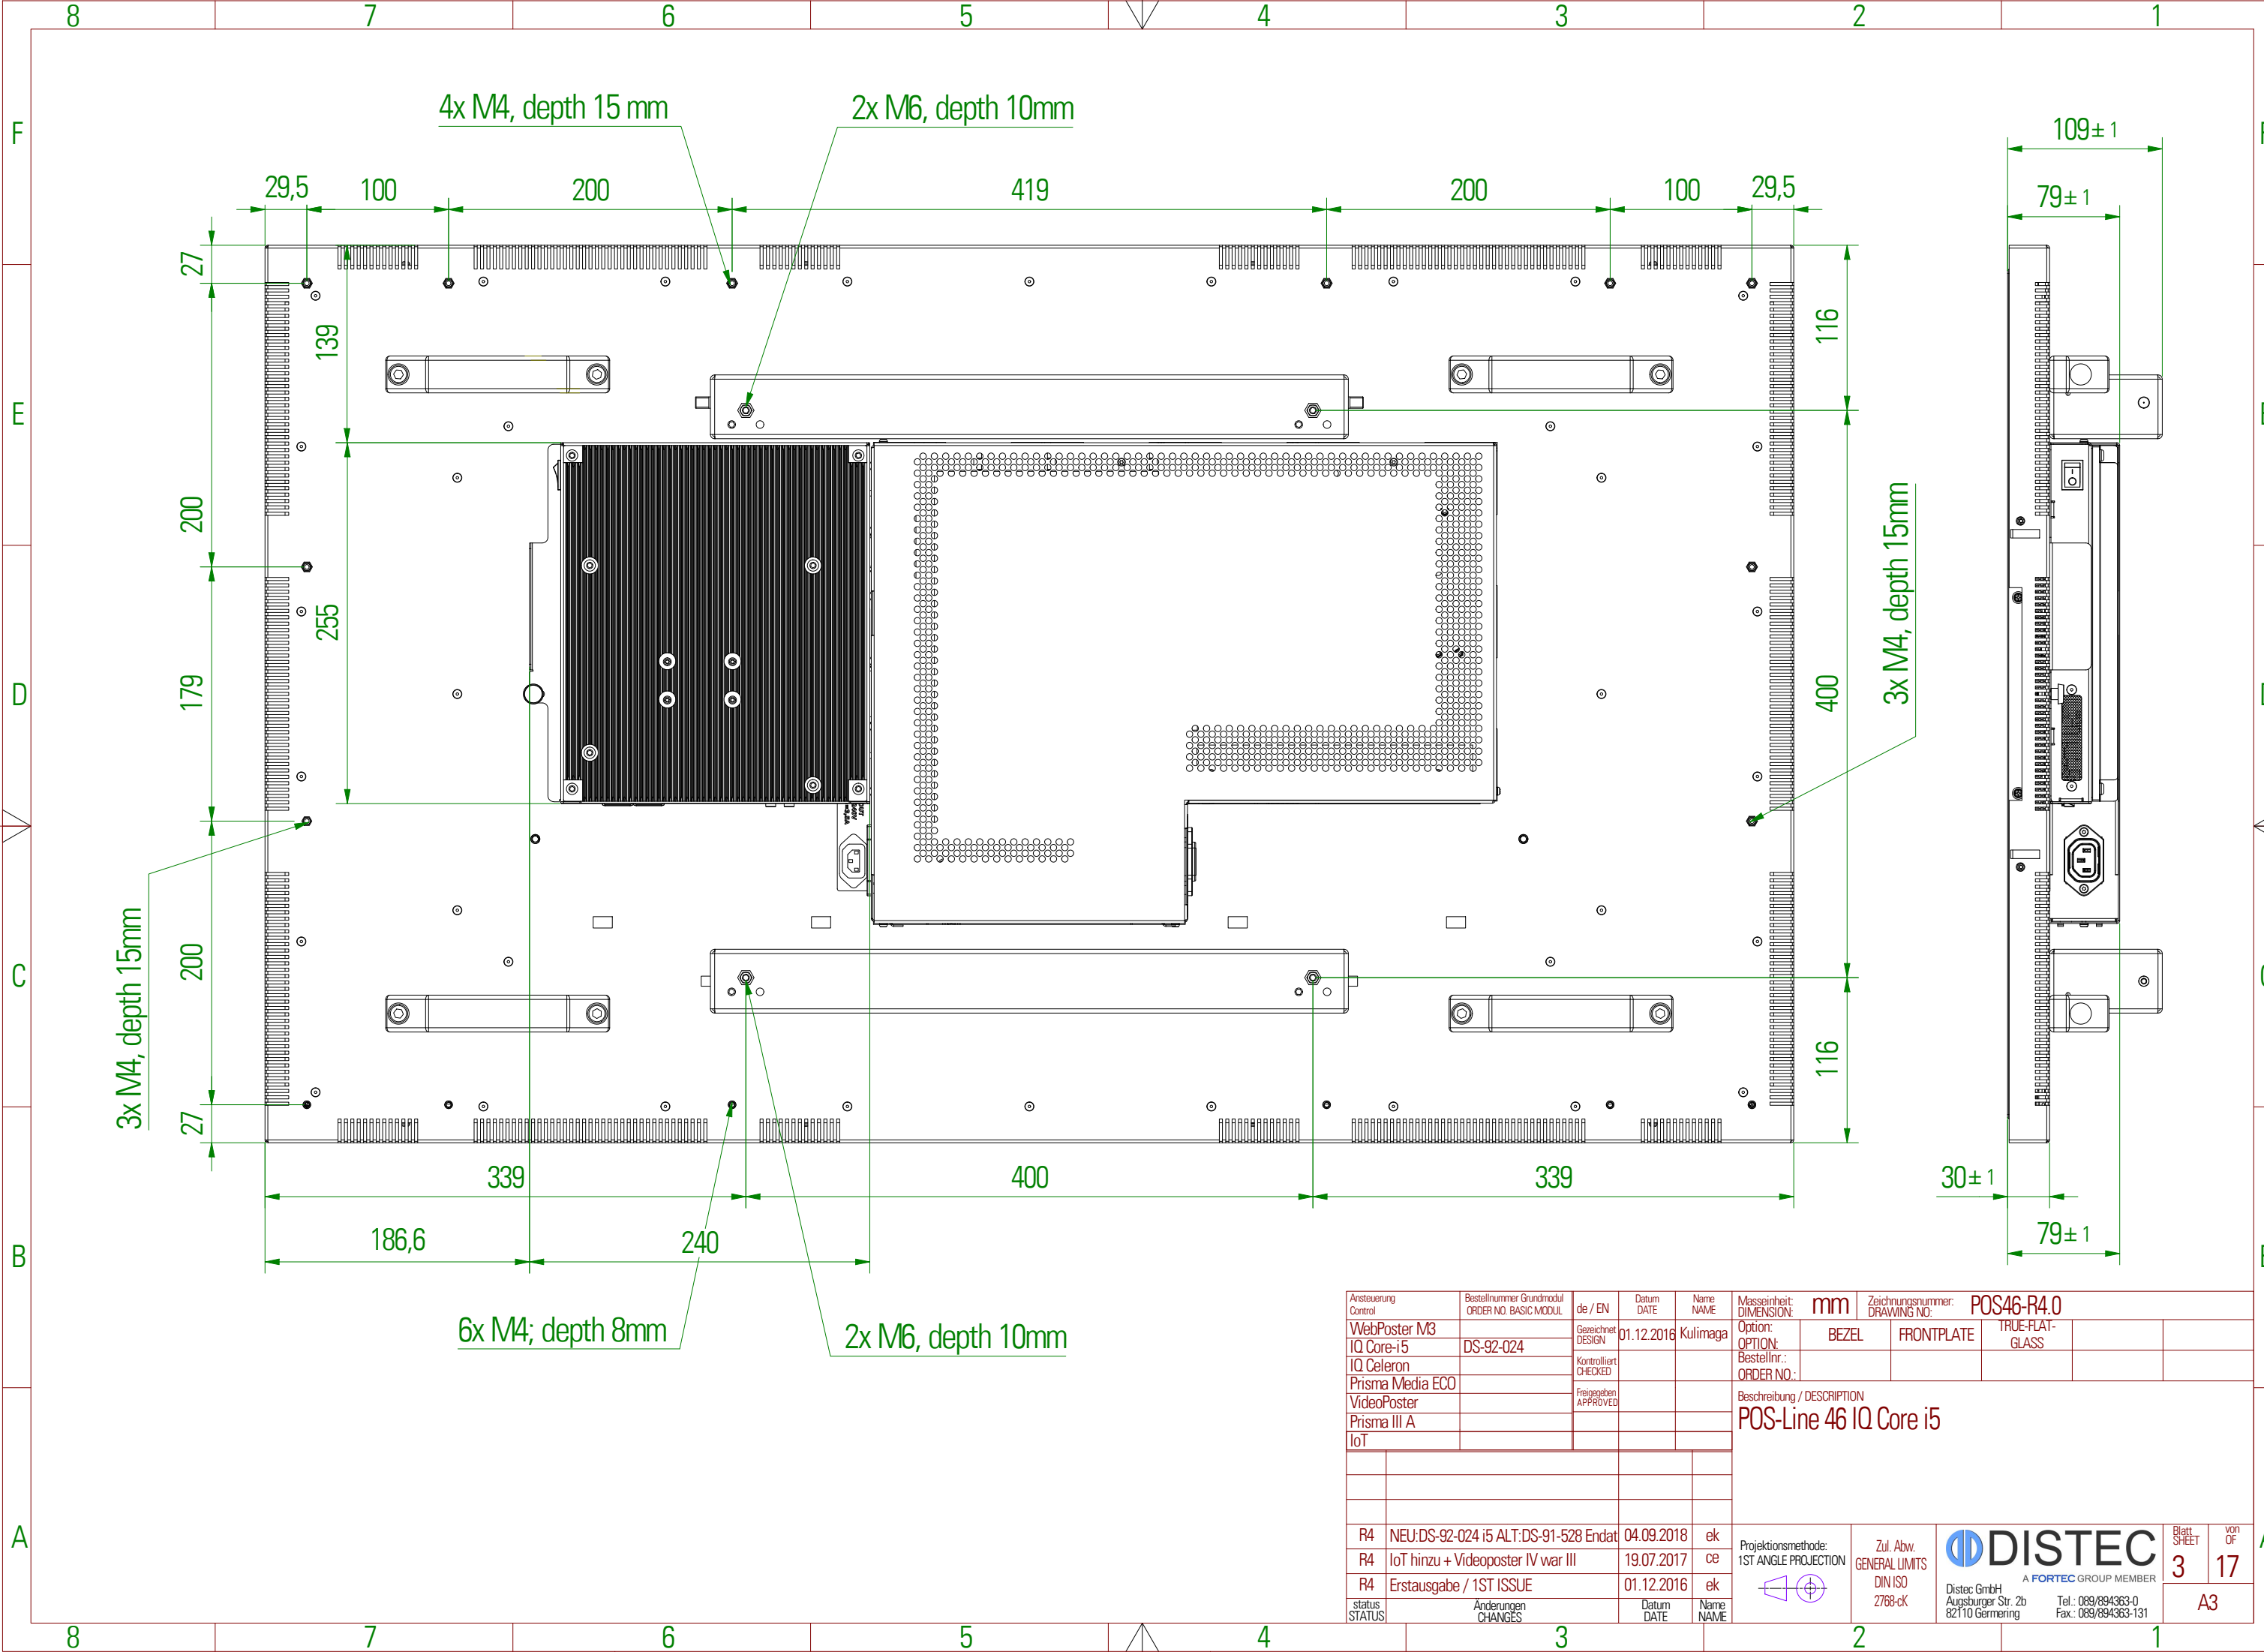 8 7 6 5 4 3 2 1
F
E
D
C
B
A
4x M4, depth 15 mm
2x M6, depth 10mm
29,5 100 200 419 200 100 29,5
109± 1
79± 1
27
139
116
200
255
179
400
3x M4, depth 15mm
200
3x M4, depth 15mm
27
116
339 400 339
30± 1
186,6 240
79± 1
6x M4; depth 8mm
2x M6, depth 10mm
Ansteuerung
Control
Bestellnummer Grundmodul
ORDER NO. BASIC MODUL
de / EN
Datum
DATE
Name
NAME
Masseinheit:
DIMENSION:
mm
Zeichnungsnummer:
DRAWING NO:
POS46-R4.0
WebPoster M3
IQ Core-i5 DS-92-024
IQ Celeron
Prisma Media ECO
VideoPoster
Prisma III A
IoT
Gezeichnet
DESIGN
01.12.2016 Kulimaga
Kontrolliert
CHECKED
Freigegeben
APPROVED
Option:
OPTION:
BEZEL FRONTPLATE
TRUE-FLAT-
GLASS
Bestellnr.:
ORDER NO.:
Beschreibung / DESCRIPTION
POS-Line 46 IQ Core i5
R4 NEU:DS-92-024 i5 ALT:DS-91-528 Endat 04.09.2018 ek
R4 IoT hinzu + Videoposter IV war III 19.07.2017 ce
R4 Erstausgabe / 1ST ISSUE 01.12.2016 ek
status
STATUS
Änderungen
CHANGES
Datum
DATE
Name
NAME
Projektionsmethode:
1ST ANGLE PROJECTION
Zul. Abw.
GENERAL LIMITS
DIN ISO
2768-cK
DISTEC
A FORTEC GROUP MEMBER
Distec GmbH
Augsburger Str. 2b
82110 Germering
Tel.: 089/894363-0
Fax.: 089/894363-131
Blatt
SHEET
3
von
OF
17
A3
8 7 6 5 4 3 2 1